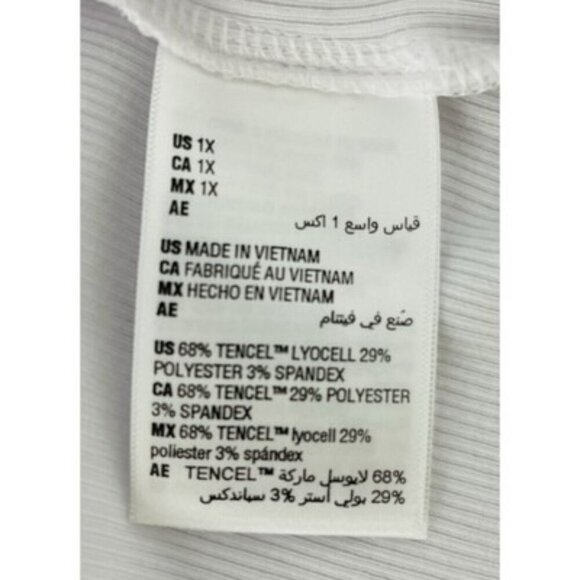 US 1X
CA 1X
MX 1X
AE
قياس واسع 1 اكس
US MADE IN VIETNAM
CA FABRIQUÉ AU VIETNAM
MX HECHO EN VIETNAM
AE صُنع في فيتنام
US 68% TENCEL™ LYOCELL 29%
POLYESTER 3% SPANDEX
CA 68% TENCEL™ 29% POLYESTER
3% SPANDEX
MX 68% TENCEL™ lyocell 29%
poliester 3% spándex
AE 68% لايوسل ماركة TENCEL™
29% بولي أستر 3% سباندكس